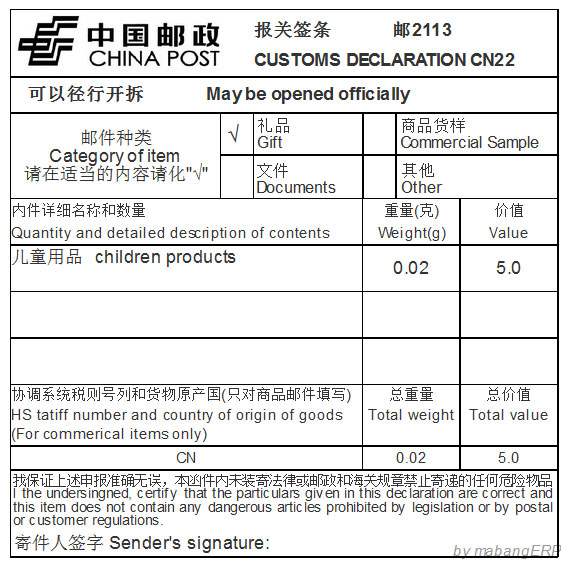 中国邮政
CHINA POST
报关签条 邮2113
CUSTOMS DECLARATION CN22
可以径行开拆 May be opened officially
邮件种类
Category of item
请在适当的内容请化"√"
√
礼品
Gift
商品货样
Commercial Sample
文件
Documents
其他
Other
内件详细名称和数量
Quantity and detailed description of contents
重量(克)
Weight(g)
价值
Value
儿童用品 children products
0.02
5.0
协调系统税则号列和货物原产国(只对商品邮件填写)
HS tatiff number and country of origin of goods
(For commerical items only)
总重量
Total weight
总价值
Total value
CN
0.02
5.0
我保证上述申报准确无误，本函件内未装寄法律或邮政和海关规章禁止寄递的任何危险物品
I the undersingned, certify that the particulars given in this declaration are correct and
this item does not contain any dangerous articles prohibited by legislation or by postal
or customer regulations.
寄件人签字 Sender's signature:
by mabangERP